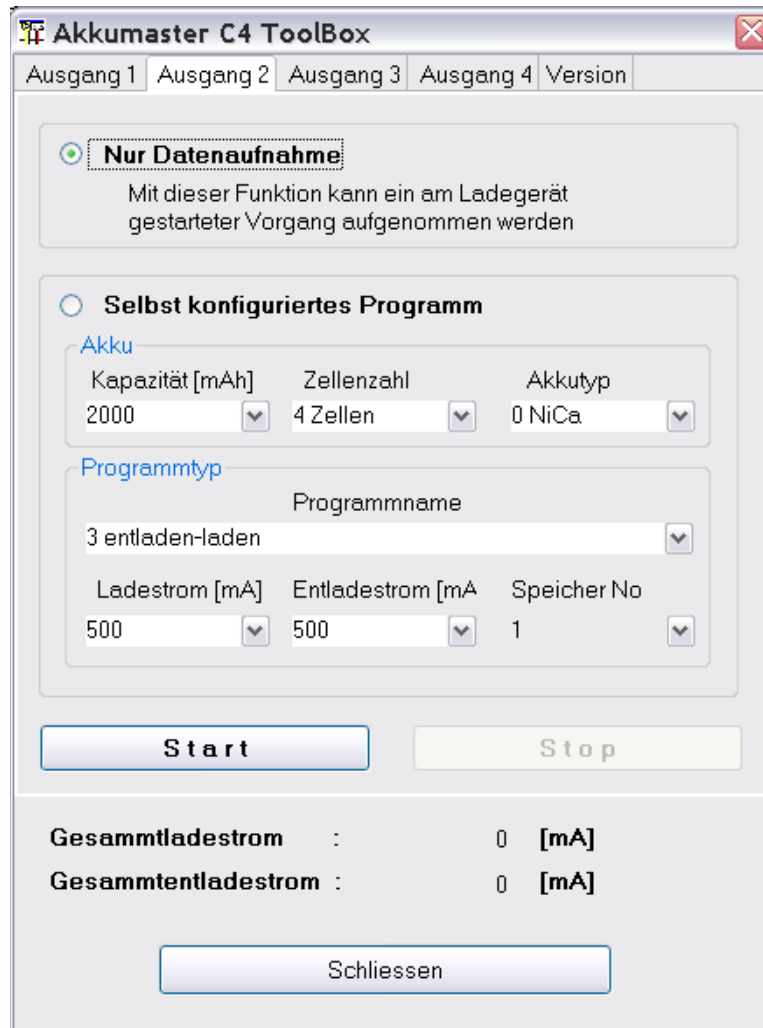 Akkumaster C4 ToolBox
Ausgang 1 Ausgang 2 Ausgang 3 Ausgang 4 Version
Nur Datenaufnahme
Mit dieser Funktion kann ein am Ladegerät
gestarteter Vorgang aufgenommen werden
Selbst konfiguriertes Programm
Akku
Kapazität [mAh] Zellenzahl Akkutyp
2000 4 Zellen 0 NiCa
Programmtyp
Programmname
3 entladen-laden
Ladestrom [mA] Entladestrom [mA Speicher No
500 500 1
Start Stop
Gesammtladestrom : 0 [mA]
Gesammtentladestrom : 0 [mA]
Schliessen